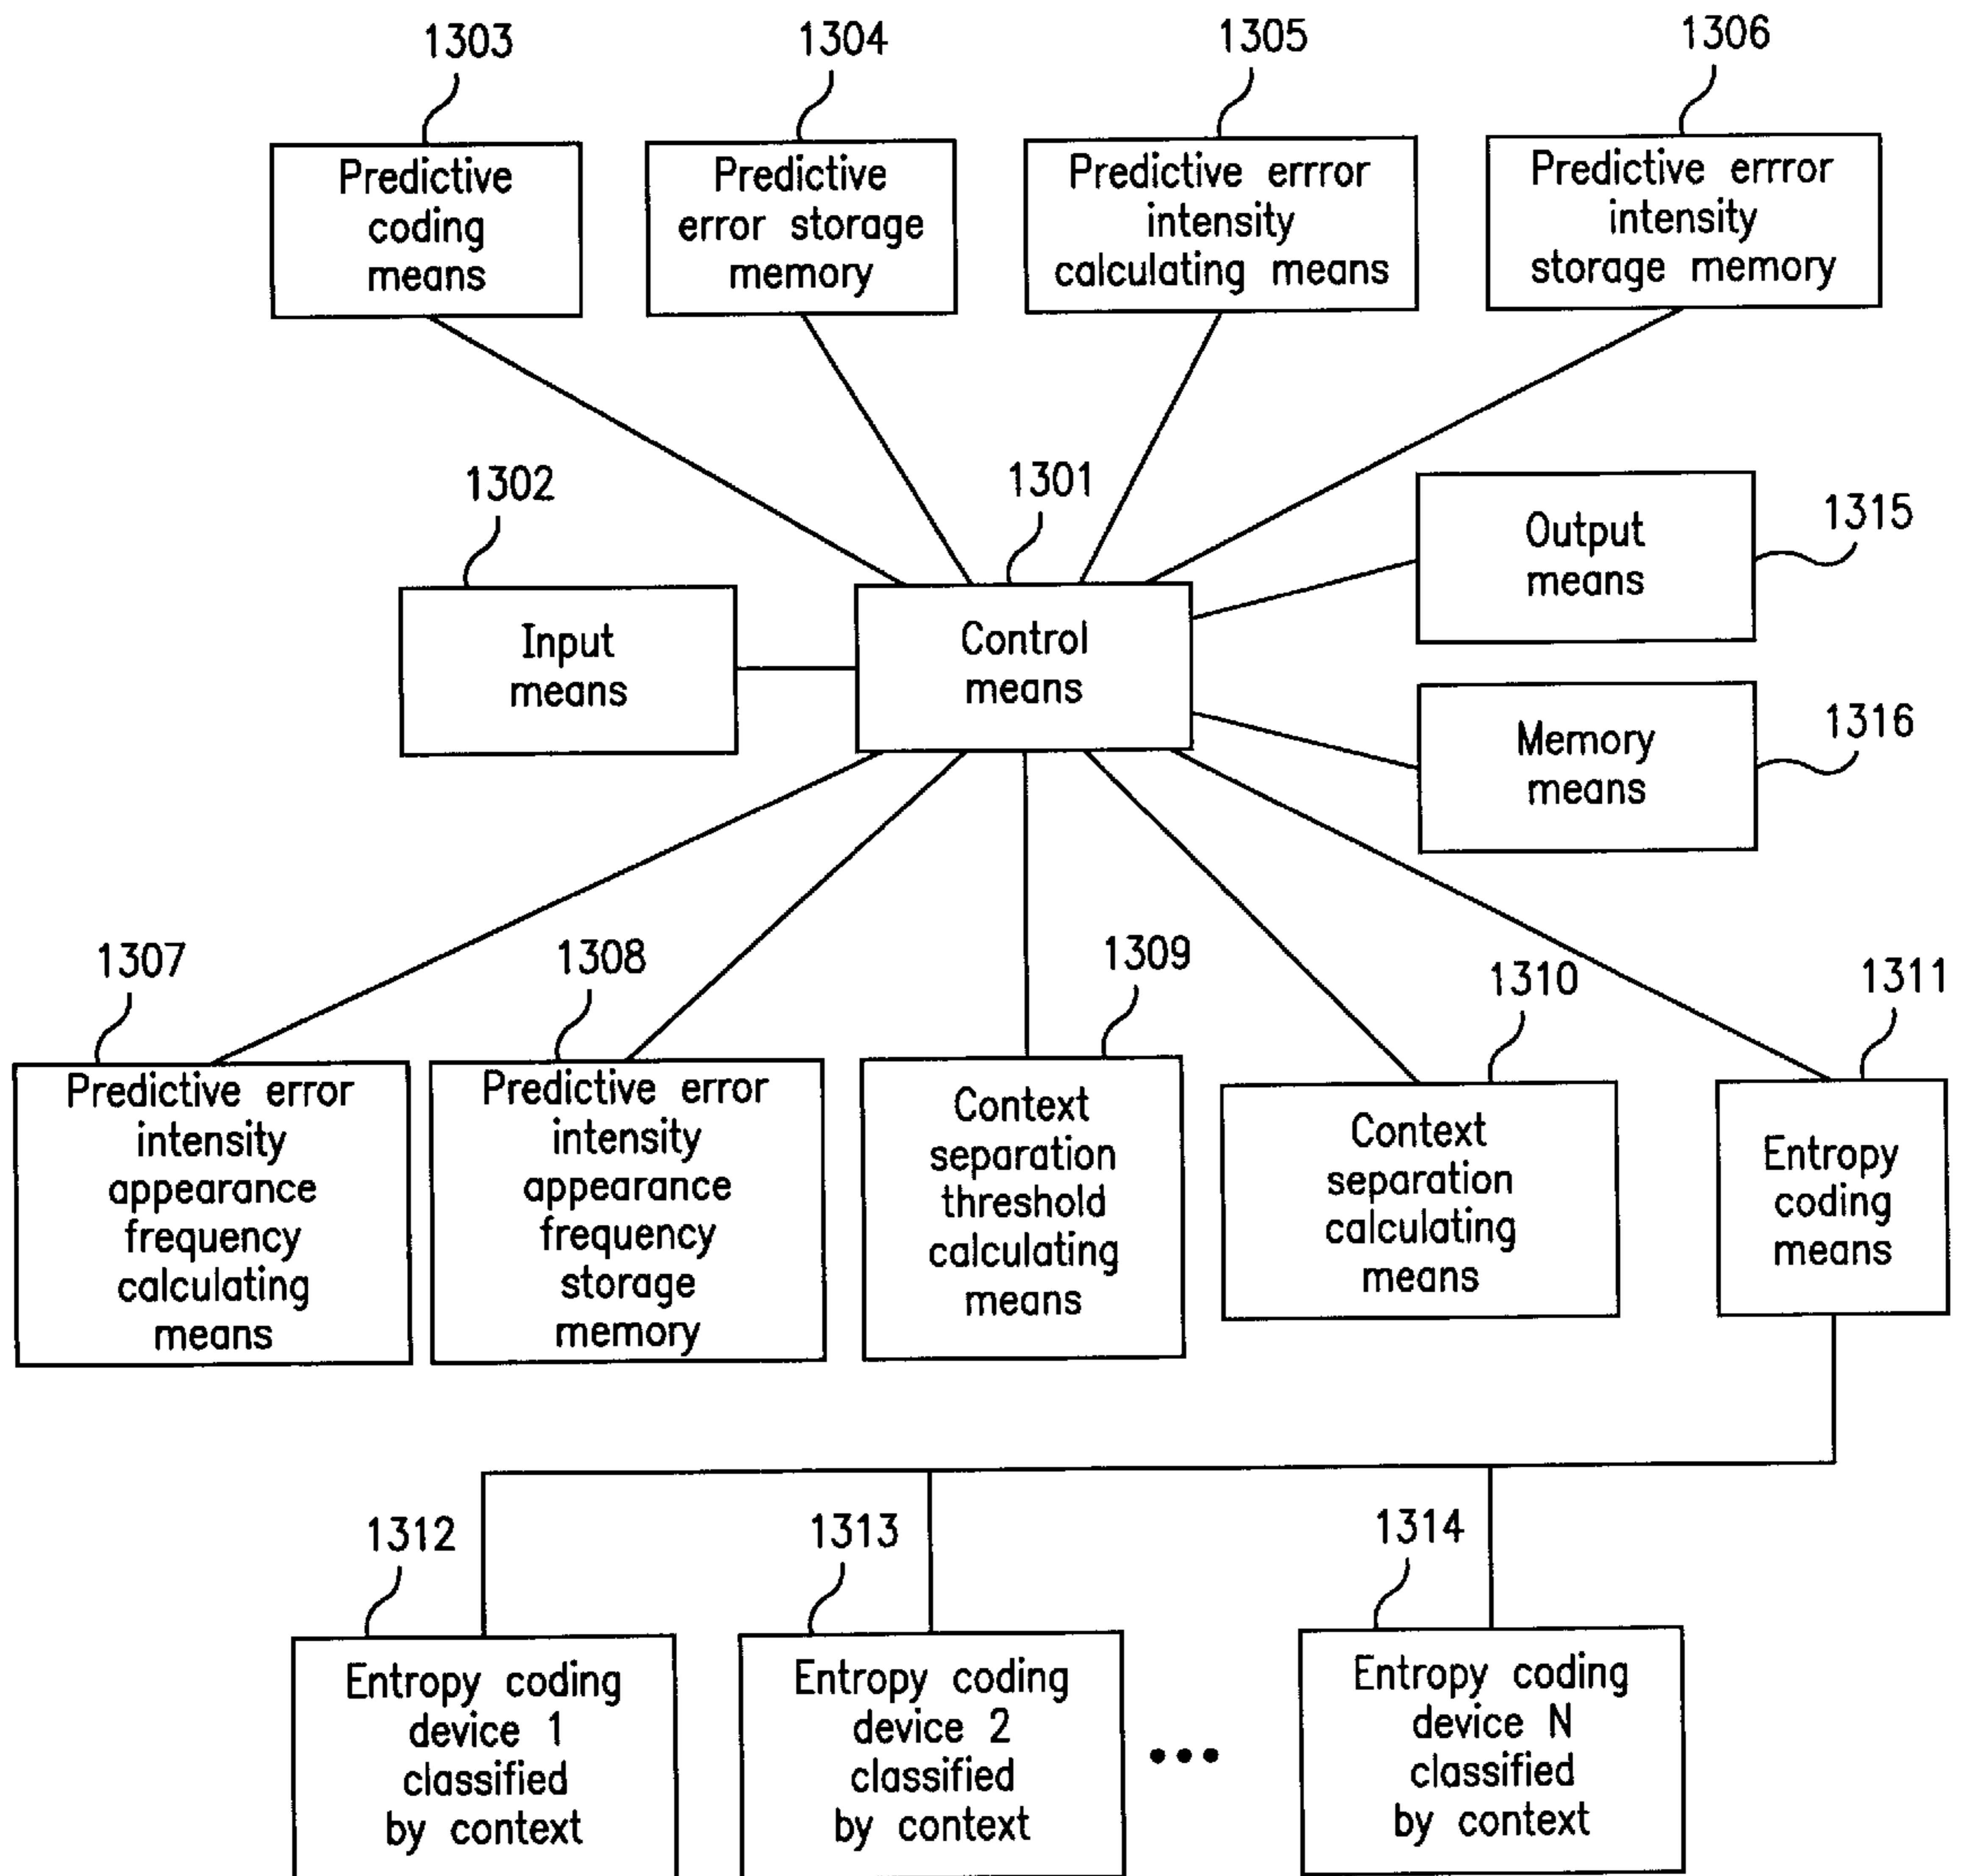 1303
1304
1305
1306
Predictive
coding
means
Predictive
error storage
memory
Predictive errror
intensity
calculating means
Predictive errror
intensity
storage memory
1302
1301
1315
Input
means
Control
means
Output
means
1316
Memory
means
1307
1308
1309
1310
1311
Predictive error
intensity
appearance
frequency
calculating
means
Predictive error
intensity
appearance
frequency
storage
memory
Context
separation
threshold
calculating
means
Context
separation
calculating
means
Entropy
coding
means
1312
1313
1314
Entropy coding
device 1
classified
by context
Entropy coding
device 2
classified
by context
•••
Entropy coding
device N
classified
by context